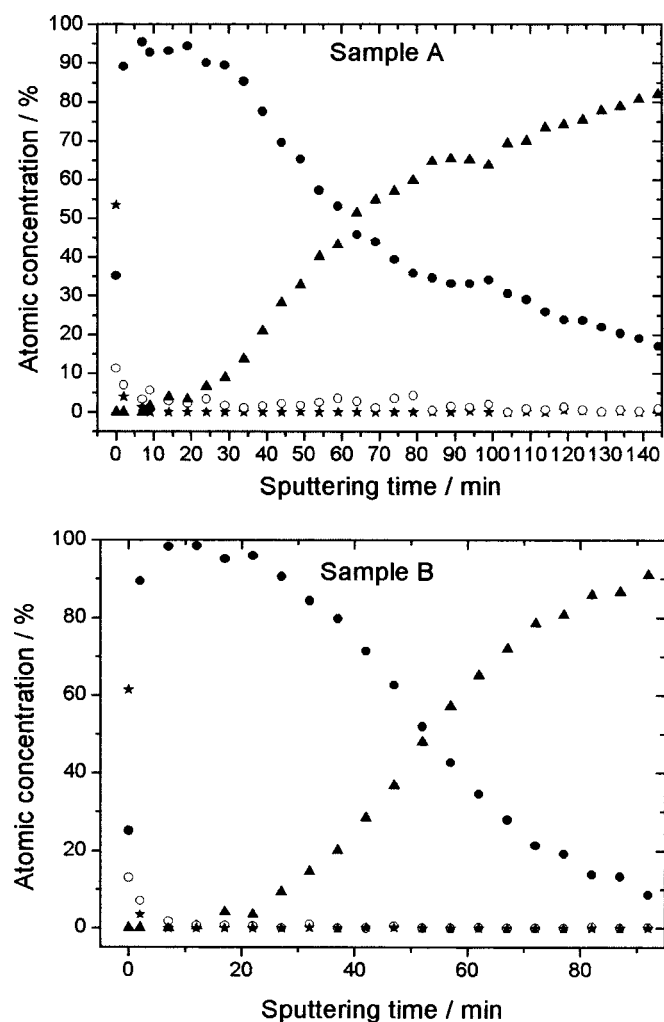 Sample A
Atomic concentration / %
100
90
80
70
60
50
40
30
20
10
0
0 10 20 30 40 50 60 70 80 90 100 110 120 130 140
Sputtering time / min
Sample B
Atomic concentration / %
100
80
60
40
20
0
0 20 40 60 80
Sputtering time / min